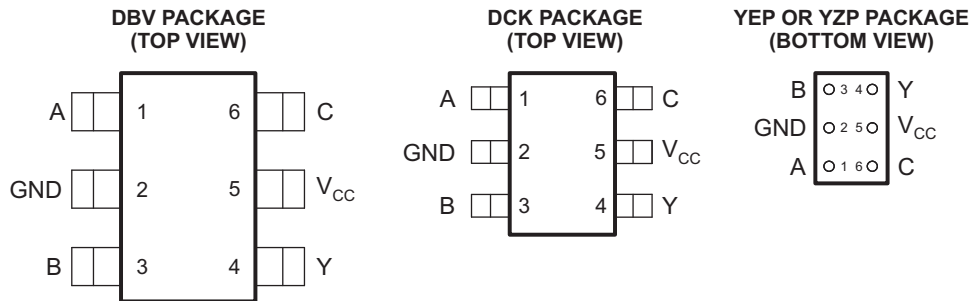 DBV PACKAGE
(TOP VIEW)
A 1 6 C
GND 2 5 VCC
B 3 4 Y
DCK PACKAGE
(TOP VIEW)
A 1 6 C
GND 2 5 VCC
B 3 4 Y
YEP OR YZP PACKAGE
(BOTTOM VIEW)
B 3 4 Y
GND 2 5 VCC
A 1 6 C